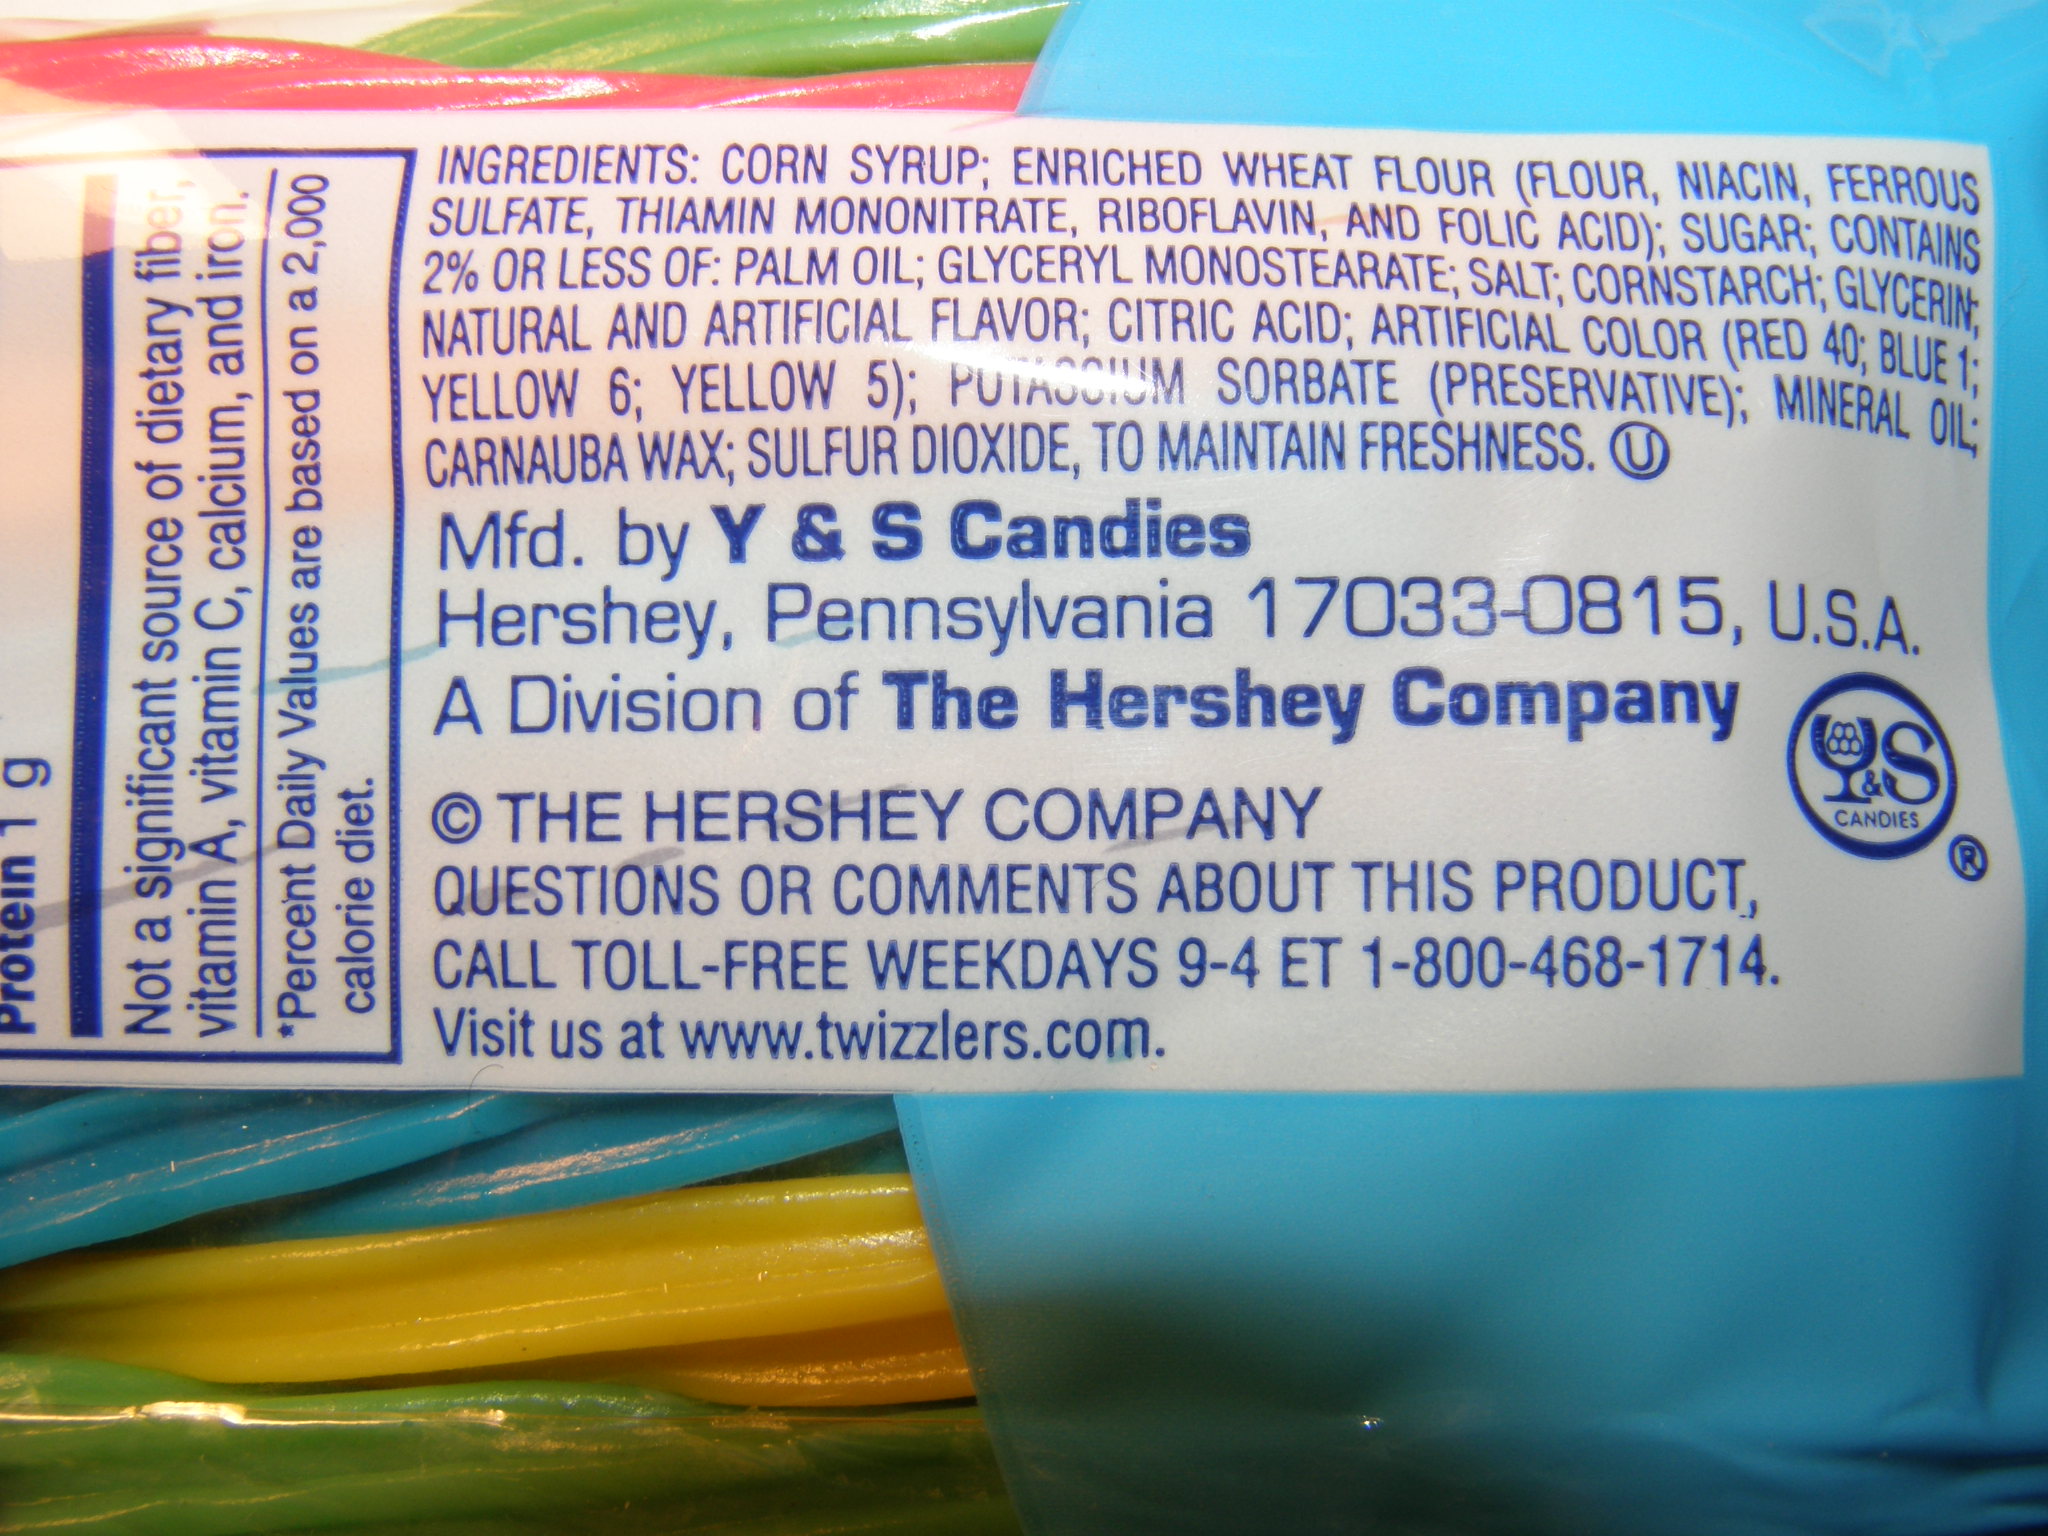 Protein 1 g
Not a significant source of dietary fiber,
vitamin A, vitamin C, calcium, and iron.
*Percent Daily Values are based on a 2,000
calorie diet.
INGREDIENTS: CORN SYRUP; ENRICHED WHEAT FLOUR (FLOUR, NIACIN, FERROUS
SULFATE, THIAMIN MONONITRATE, RIBOFLAVIN, AND FOLIC ACID); SUGAR; CONTAINS
2% OR LESS OF: PALM OIL; GLYCERYL MONOSTEARATE; SALT; CORNSTARCH; GLYCERIN;
NATURAL AND ARTIFICIAL FLAVOR; CITRIC ACID; ARTIFICIAL COLOR (RED 40; BLUE 1;
YELLOW 6; YELLOW 5); POTASSIUM SORBATE (PRESERVATIVE); MINERAL OIL;
CARNAUBA WAX; SULFUR DIOXIDE, TO MAINTAIN FRESHNESS. Ⓤ
Mfd. by Y & S Candies
Hershey, Pennsylvania 17033-0815, U.S.A.
A Division of The Hershey Company
Y&S
CANDIES
®
© THE HERSHEY COMPANY
QUESTIONS OR COMMENTS ABOUT THIS PRODUCT,
CALL TOLL-FREE WEEKDAYS 9-4 ET 1-800-468-1714.
Visit us at www.twizzlers.com.